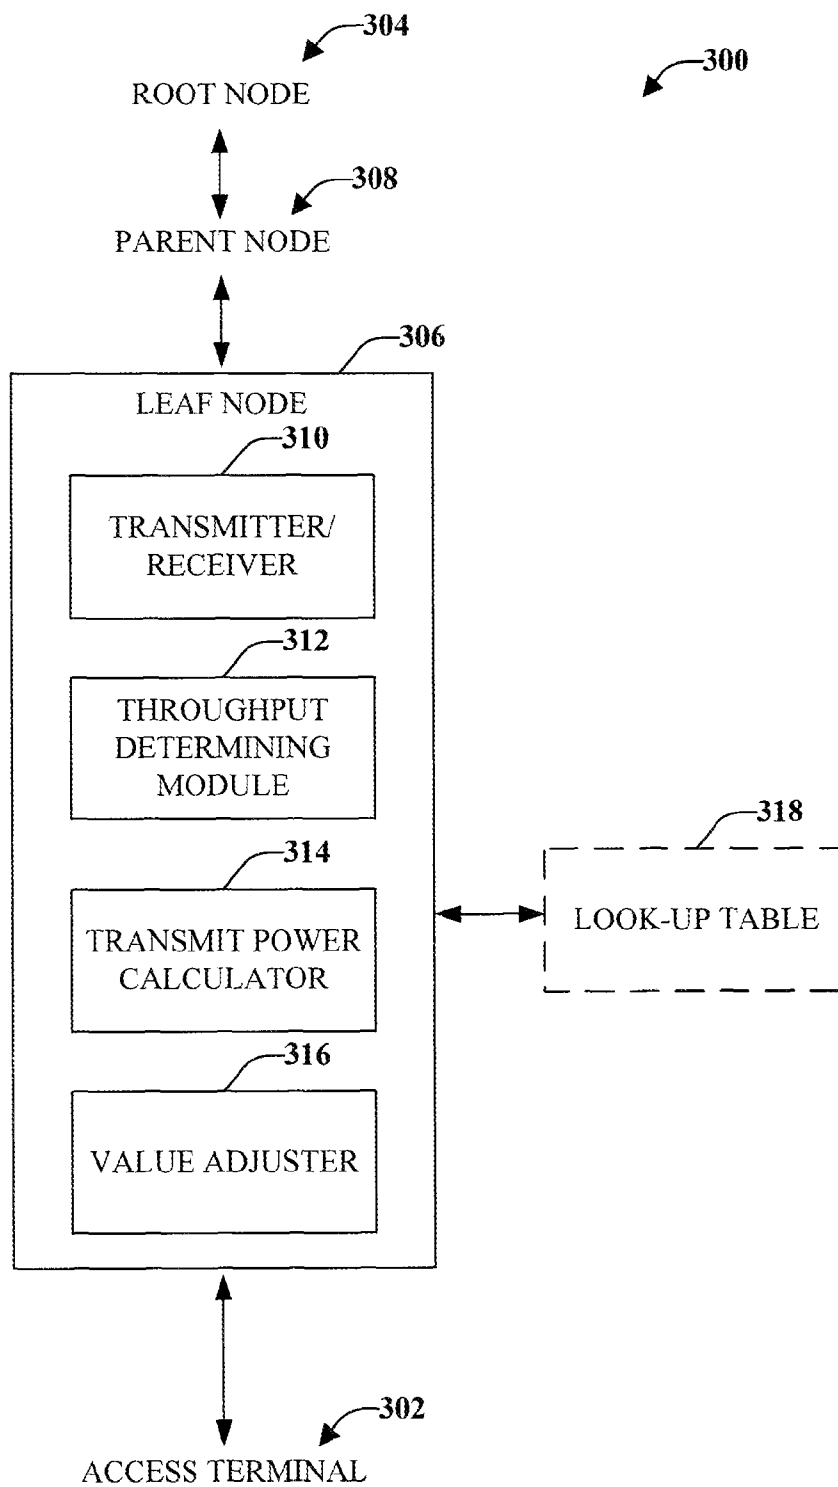 304
300
ROOT NODE
308
PARENT NODE
306
LEAF NODE
310
TRANSMITTER/
RECEIVER
312
THROUGHPUT
DETERMINING
MODULE
318
LOOK-UP TABLE
314
TRANSMIT POWER
CALCULATOR
316
VALUE ADJUSTER
302
ACCESS TERMINAL